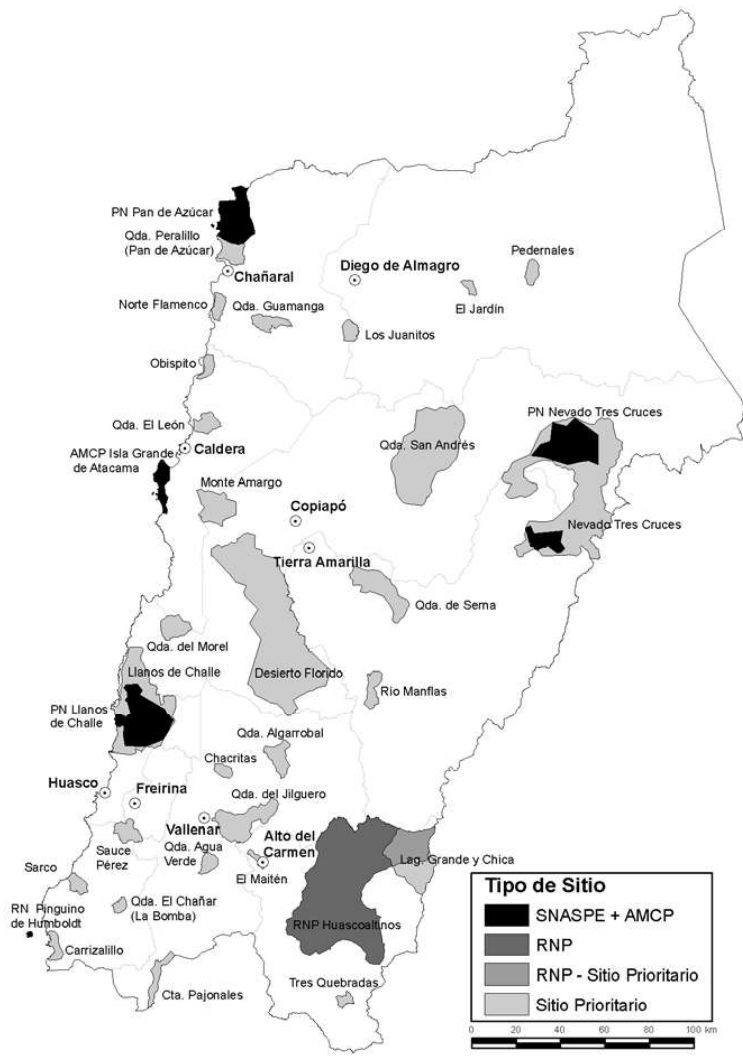 PN Pan de Azúcar
Qda. Peralillo
(Pan de Azúcar)
Chañaral
Diego de Almagro
Pedernales
El Jardín
Norte Flamenco
Qda. Guamanga
Los Juanitos
Obispito
Qda. El León
PN Nevado Tres Cruces
Qda. San Andrés
Caldera
AMCP Isla Grande
de Atacama
Monte Amargo
Copiapó
Nevado Tres Cruces
Tierra Amarilla
Qda. de Serna
Qda. del Morel
Llanos de Challe
Desierto Florido
Río Manflas
PN Llanos
de Challe
Qda. Algarrobal
Chacritas
Huasco
Freirina
Qda. del Jilguero
Vallenar
Alto del
Carmen
Sauce
Pérez
Qda. Agua
Verde
El Maitén
Lag. Grande y Chica
Sarco
RN Pinguino
de Humboldt
Qda. El Chañar
(La Bomba)
RNP Huascoaltinos
Carrizalillo
Cta. Pajonales
Tres Quebradas
Tipo de Sitio
SNASPE + AMCP
RNP
RNP - Sitio Prioritario
Sitio Prioritario
0 20 40 60 80 100 km